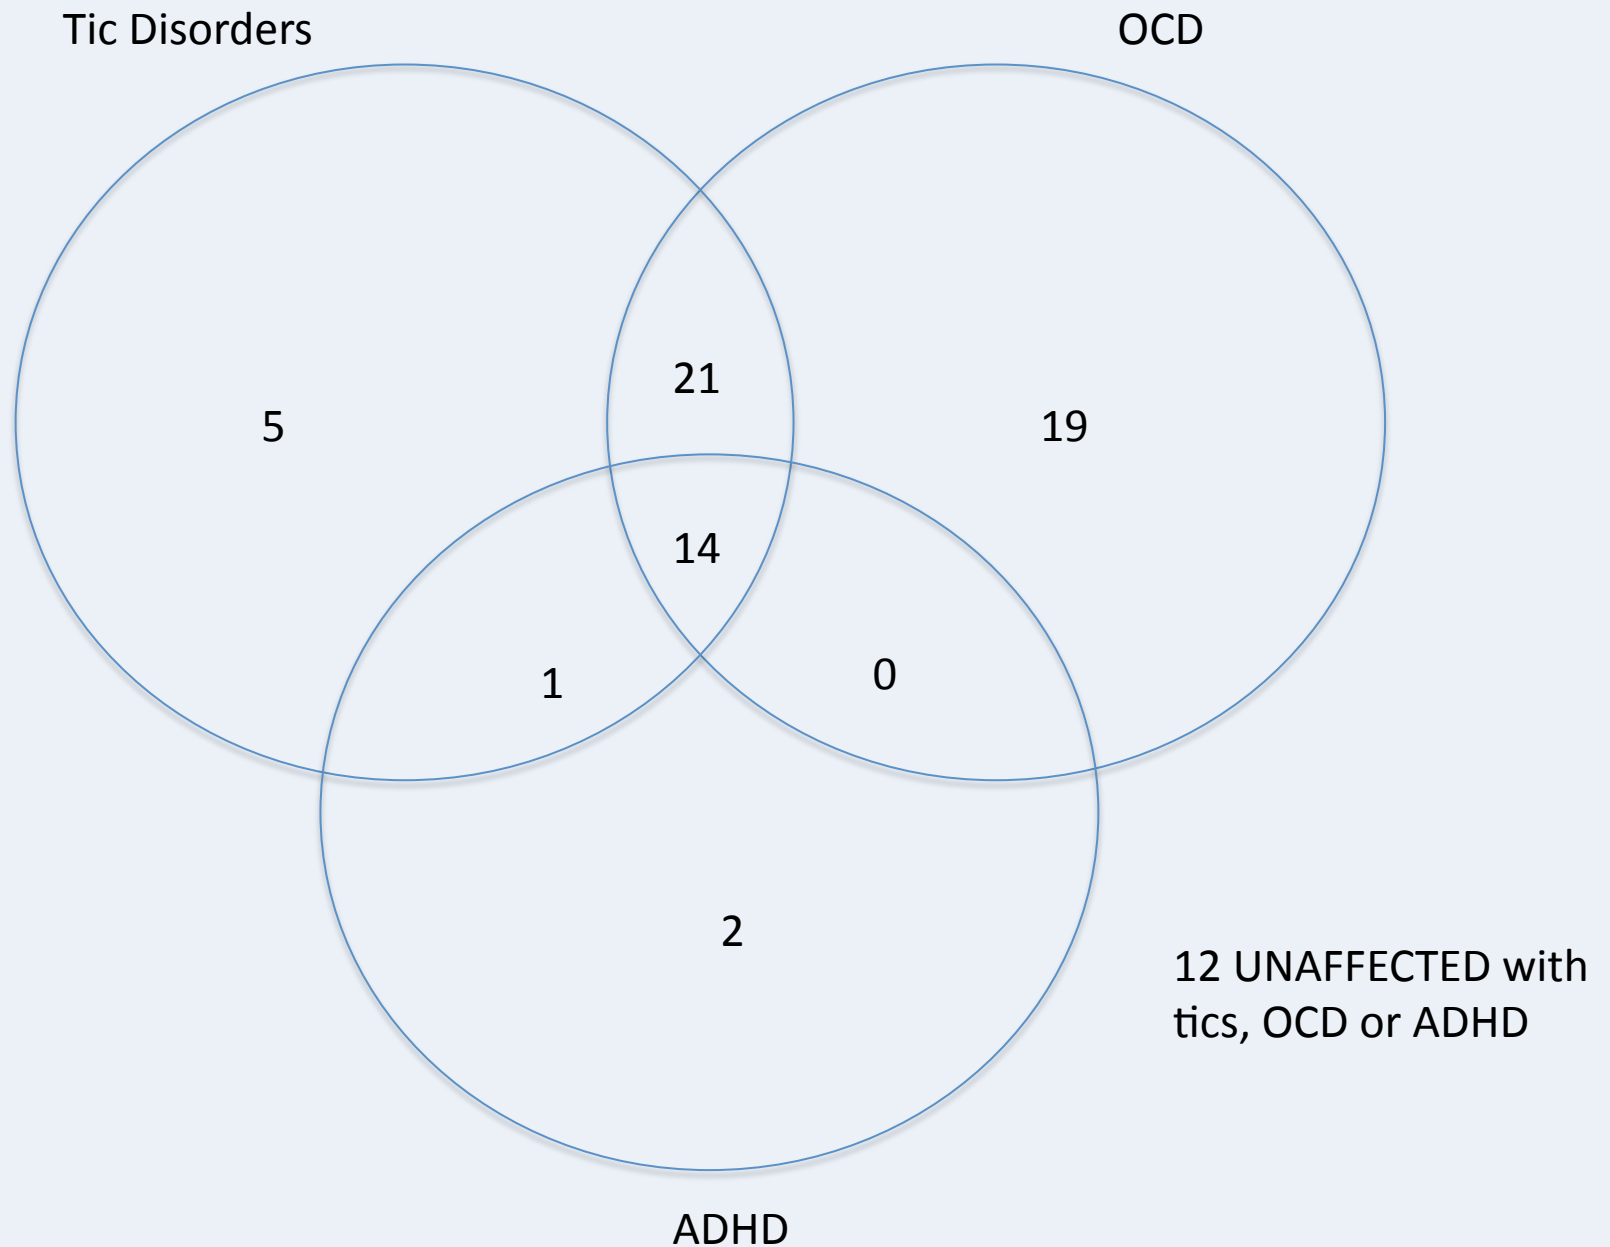 Tic Disorders
OCD
21
5
19
14
1
0
2
12 UNAFFECTED with
tics, OCD or ADHD
ADHD